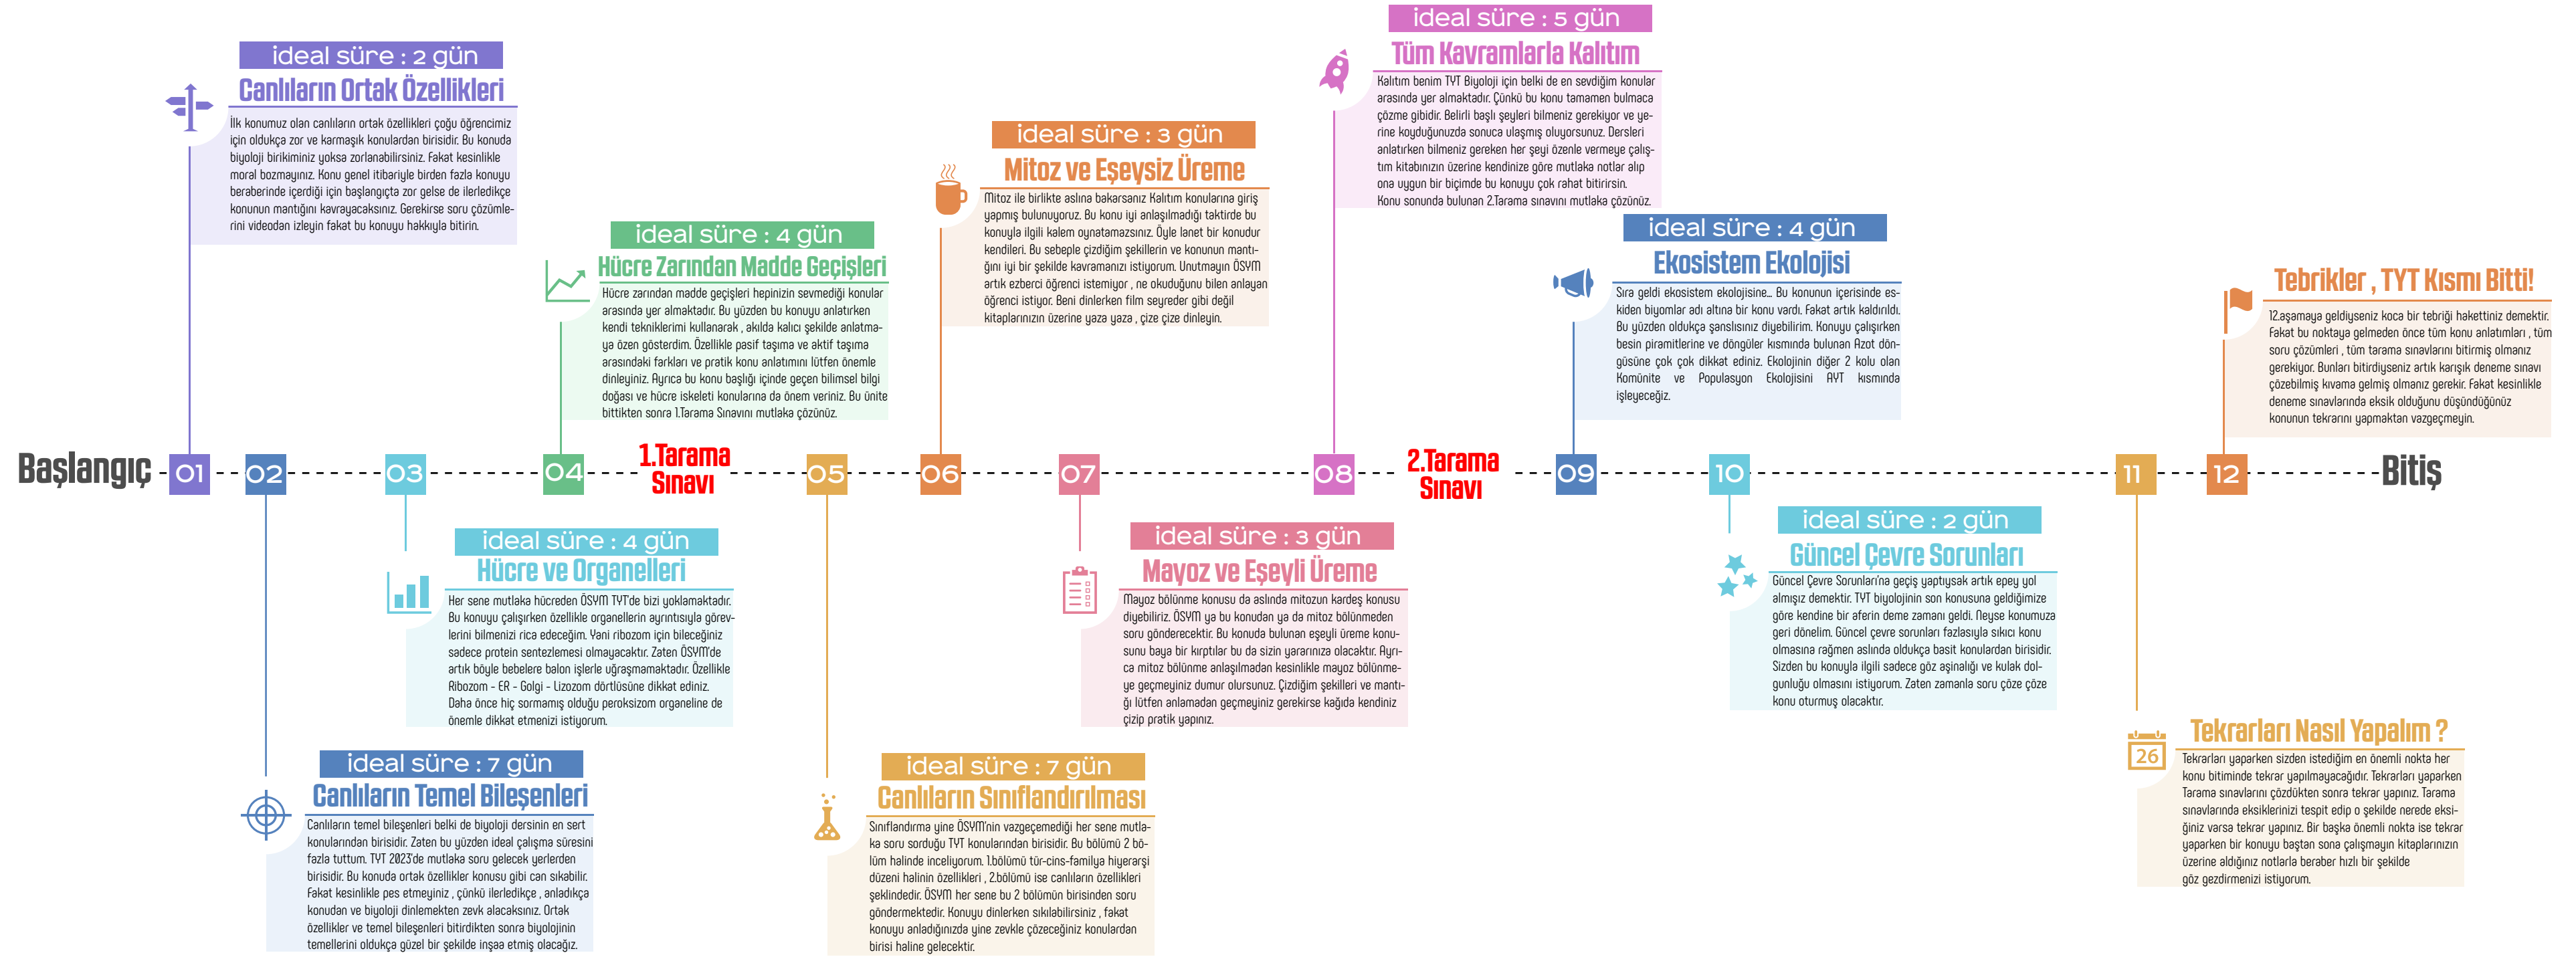 Başlangıç
01
ideal süre : 2 gün
Canlıların Ortak Özellikleri
İlk konumuz olan canlıların ortak özellikleri çoğu öğrencimiz
için oldukça zor ve karmaşık konulardan birisidir. Bu konuda
biyoloji birikiminiz yoksa zorlanabilirsiniz. Fakat kesinlikle
moral bozmayınız. Konu genel itibariyle birden fazla konuyu
beraberinde içerdiği için başlangıçta zor gelse de ilerledikçe
konunun mantığını kavrayacaksınız. Gerekirse soru çözümle-
rini videodan izleyin fakat bu konuyu hakkıyla bitirin.
02
ideal süre : 7 gün
Canlıların Temel Bileşenleri
Canlıların temel bileşenleri belki de biyoloji dersinin en sert
konularından birisidir. Zaten bu yüzden ideal çalışma süresini
fazla tuttum. TYT 2023'de mutlaka soru gelecek yerlerden
birisidir. Bu konuda ortak özellikler konusu gibi can sıkabilir.
Fakat kesinlikle pes etmeyiniz , çünkü ilerledikçe , anladıkça
konudan ve biyoloji dinlemekten zevk alacaksınız. Ortak
özellikler ve temel bileşenleri bitirdikten sonra biyolojinin
temellerini oldukça güzel bir şekilde inşaa etmiş olacağız.
03
ideal süre : 4 gün
Hücre ve Organelleri
Her sene mutlaka hücreden ÖSYM TYT'de bizi yoklamaktadır.
Bu konuyu çalışırken özellikle organellerin ayrıntısıyla görev-
lerini bilmenizi rica edeceğim. Yani ribozom için bileceğiniz
sadece protein sentezlemesi olmayacaktır. Zaten ÖSYM'de
artık böyle bebelere balon işlerle uğraşmamaktadır. Özellikle
Ribozom - ER - Golgi - Lizozom dörtlüsüne dikkat ediniz.
Daha önce hiç sormamış olduğu peroksizom organeline de
önemle dikkat etmenizi istiyorum.
04
ideal süre : 4 gün
Hücre Zarından Madde Geçişleri
Hücre zarından madde geçişleri hepinizin sevmediği konular
arasında yer almaktadır. Bu yüzden bu konuyu anlatırken
kendi tekniklerimi kullanarak , akılda kalıcı şekilde anlatma-
ya özen gösterdim. Özellikle pasif taşıma ve aktif taşıma
arasındaki farkları ve pratik konu anlatımını lütfen önemle
dinleyiniz. Ayrıca bu konu başlığı içinde geçen bilimsel bilgi
doğası ve hücre iskeleti konularına da önem veriniz. Bu ünite
bittikten sonra 1.Tarama Sınavını mutlaka çözünüz.
1.Tarama
Sınavı
05
ideal süre : 7 gün
Canlıların Sınıflandırılması
Sınıflandırma yine ÖSYM'nin vazgeçemediği her sene mutla-
ka soru sorduğu TYT konularından birisidir. Bu bölümü 2 bö-
lüm halinde inceliyorum. 1.bölümü tür-cins-familya hiyerarşi
düzeni halinin özellikleri , 2.bölümü ise canlıların özellikleri
şeklindedir. ÖSYM her sene bu 2 bölümün birisinden soru
göndermektedir. Konuyu dinlerken sıkılabilirsiniz , fakat
konuyu anladığınızda yine zevkle çözeceğiniz konulardan
birisi haline gelecektir.
06
ideal süre : 3 gün
Mitoz ve Eşeysiz Üreme
Mitoz ile birlikte aslına bakarsanız Kalıtım konularına giriş
yapmış bulunuyoruz. Bu konu iyi anlaşılmadığı taktirde bu
konuyla ilgili kalem oynatamazsınız. Öyle lanet bir konudur
kendileri. Bu sebeple çizdiğim şekillerin ve konunun mantı-
ğını iyi bir şekilde kavramanızı istiyorum. Unutmayın ÖSYM
artık ezberci öğrenci istemiyor , ne okuduğunu bilen anlayan
öğrenci istiyor. Beni dinlerken film seyreder gibi değil
kitaplarınızın üzerine yaza yaza , çize çize dinleyin.
07
ideal süre : 3 gün
Mayoz ve Eşeyli Üreme
Mayoz bölünme konusu da aslında mitozun kardeş konusu
diyebiliriz. ÖSYM ya bu konudan ya da mitoz bölünmeden
soru gönderecektir. Bu konuda bulunan eşeyli üreme konu-
sunu baya bir kırptılar bu da sizin yararınıza olacaktır. Ayrı-
ca mitoz bölünme anlaşılmadan kesinlikle mayoz bölünme-
ye geçmeyiniz dumur olursunuz. Çizdiğim şekilleri ve mantı-
ğı lütfen anlamadan geçmeyiniz gerekirse kağıda kendiniz
çizip pratik yapınız.
08
ideal süre : 5 gün
Tüm Kavramlarla Kalıtım
Kalıtım benim TYT Biyoloji için belki de en sevdiğim konular
arasında yer almaktadır. Çünkü bu konu tamamen bulmaca
çözme gibidir. Belirli başlı şeyleri bilmeniz gerekiyor ve ye-
rine koyduğunuzda sonuca ulaşmış oluyorsunuz. Dersleri
anlatırken bilmeniz gereken her şeyi özenle vermeye çalış-
tım kitabınızın üzerine kendinize göre mutlaka notlar alıp
ona uygun bir biçimde bu konuyu çok rahat bitirirsin.
Konu sonunda bulunan 2.Tarama sınavını mutlaka çözünüz.
2.Tarama
Sınavı
09
ideal süre : 4 gün
Ekosistem Ekolojisi
Sıra geldi ekosistem ekolojisine... Bu konunun içerisinde es-
kiden biyomlar adı altına bir konu vardı. Fakat artık kaldırıldı.
Bu yüzden oldukça şanslısınız diyebilirim. Konuyu çalışırken
besin piramitlerine ve döngüler kısmında bulunan Azot dön-
güsüne çok çok dikkat ediniz. Ekolojinin diğer 2 kolu olan
Komünite ve Populasyon Ekolojisini AYT kısmında
işleyeceğiz.
10
ideal süre : 2 gün
Güncel Çevre Sorunları
Güncel Çevre Sorunları'na geçiş yaptıysak artık epey yol
almışız demektir. TYT biyolojinin son konusuna geldiğimize
göre kendine bir aferin deme zamanı geldi. Neyse konumuza
geri dönelim. Güncel çevre sorunları fazlasıyla sıkıcı konu
olmasına rağmen aslında oldukça basit konulardan birisidir.
Sizden bu konuyla ilgili sadece göz aşinalığı ve kulak dol-
gunluğu olmasını istiyorum. Zaten zamanla soru çöze çöze
konu oturmuş olacaktır.
11
26
Tekrarları Nasıl Yapalım ?
Tekrarları yaparken sizden istediğim en önemli nokta her
konu bitiminde tekrar yapılmayacağıdır. Tekrarları yaparken
Tarama sınavlarını çözdükten sonra tekrar yapınız. Tarama
sınavlarında eksiklerinizi tespit edip o şekilde nerede eksi-
ğiniz varsa tekrar yapınız. Bir başka önemli nokta ise tekrar
yaparken bir konuyu baştan sona çalışmayın kitaplarınızın
üzerine aldığınız notlarla beraber hızlı bir şekilde
göz gezdirmenizi istiyorum.
12
Tebrikler , TYT Kısmı Bitti!
12.aşamaya geldiyseniz koca bir tebriği hakettiniz demektir.
Fakat bu noktaya gelmeden önce tüm konu anlatımları , tüm
soru çözümleri , tüm tarama sınavlarını bitirmiş olmanız
gerekiyor. Bunları bitirdiyseniz artık karışık deneme sınavı
çözebilmiş kıvama gelmiş olmanız gerekir. Fakat kesinlikle
deneme sınavlarında eksik olduğunu düşündüğünüz
konunun tekrarını yapmaktan vazgeçmeyin.
Bitiş